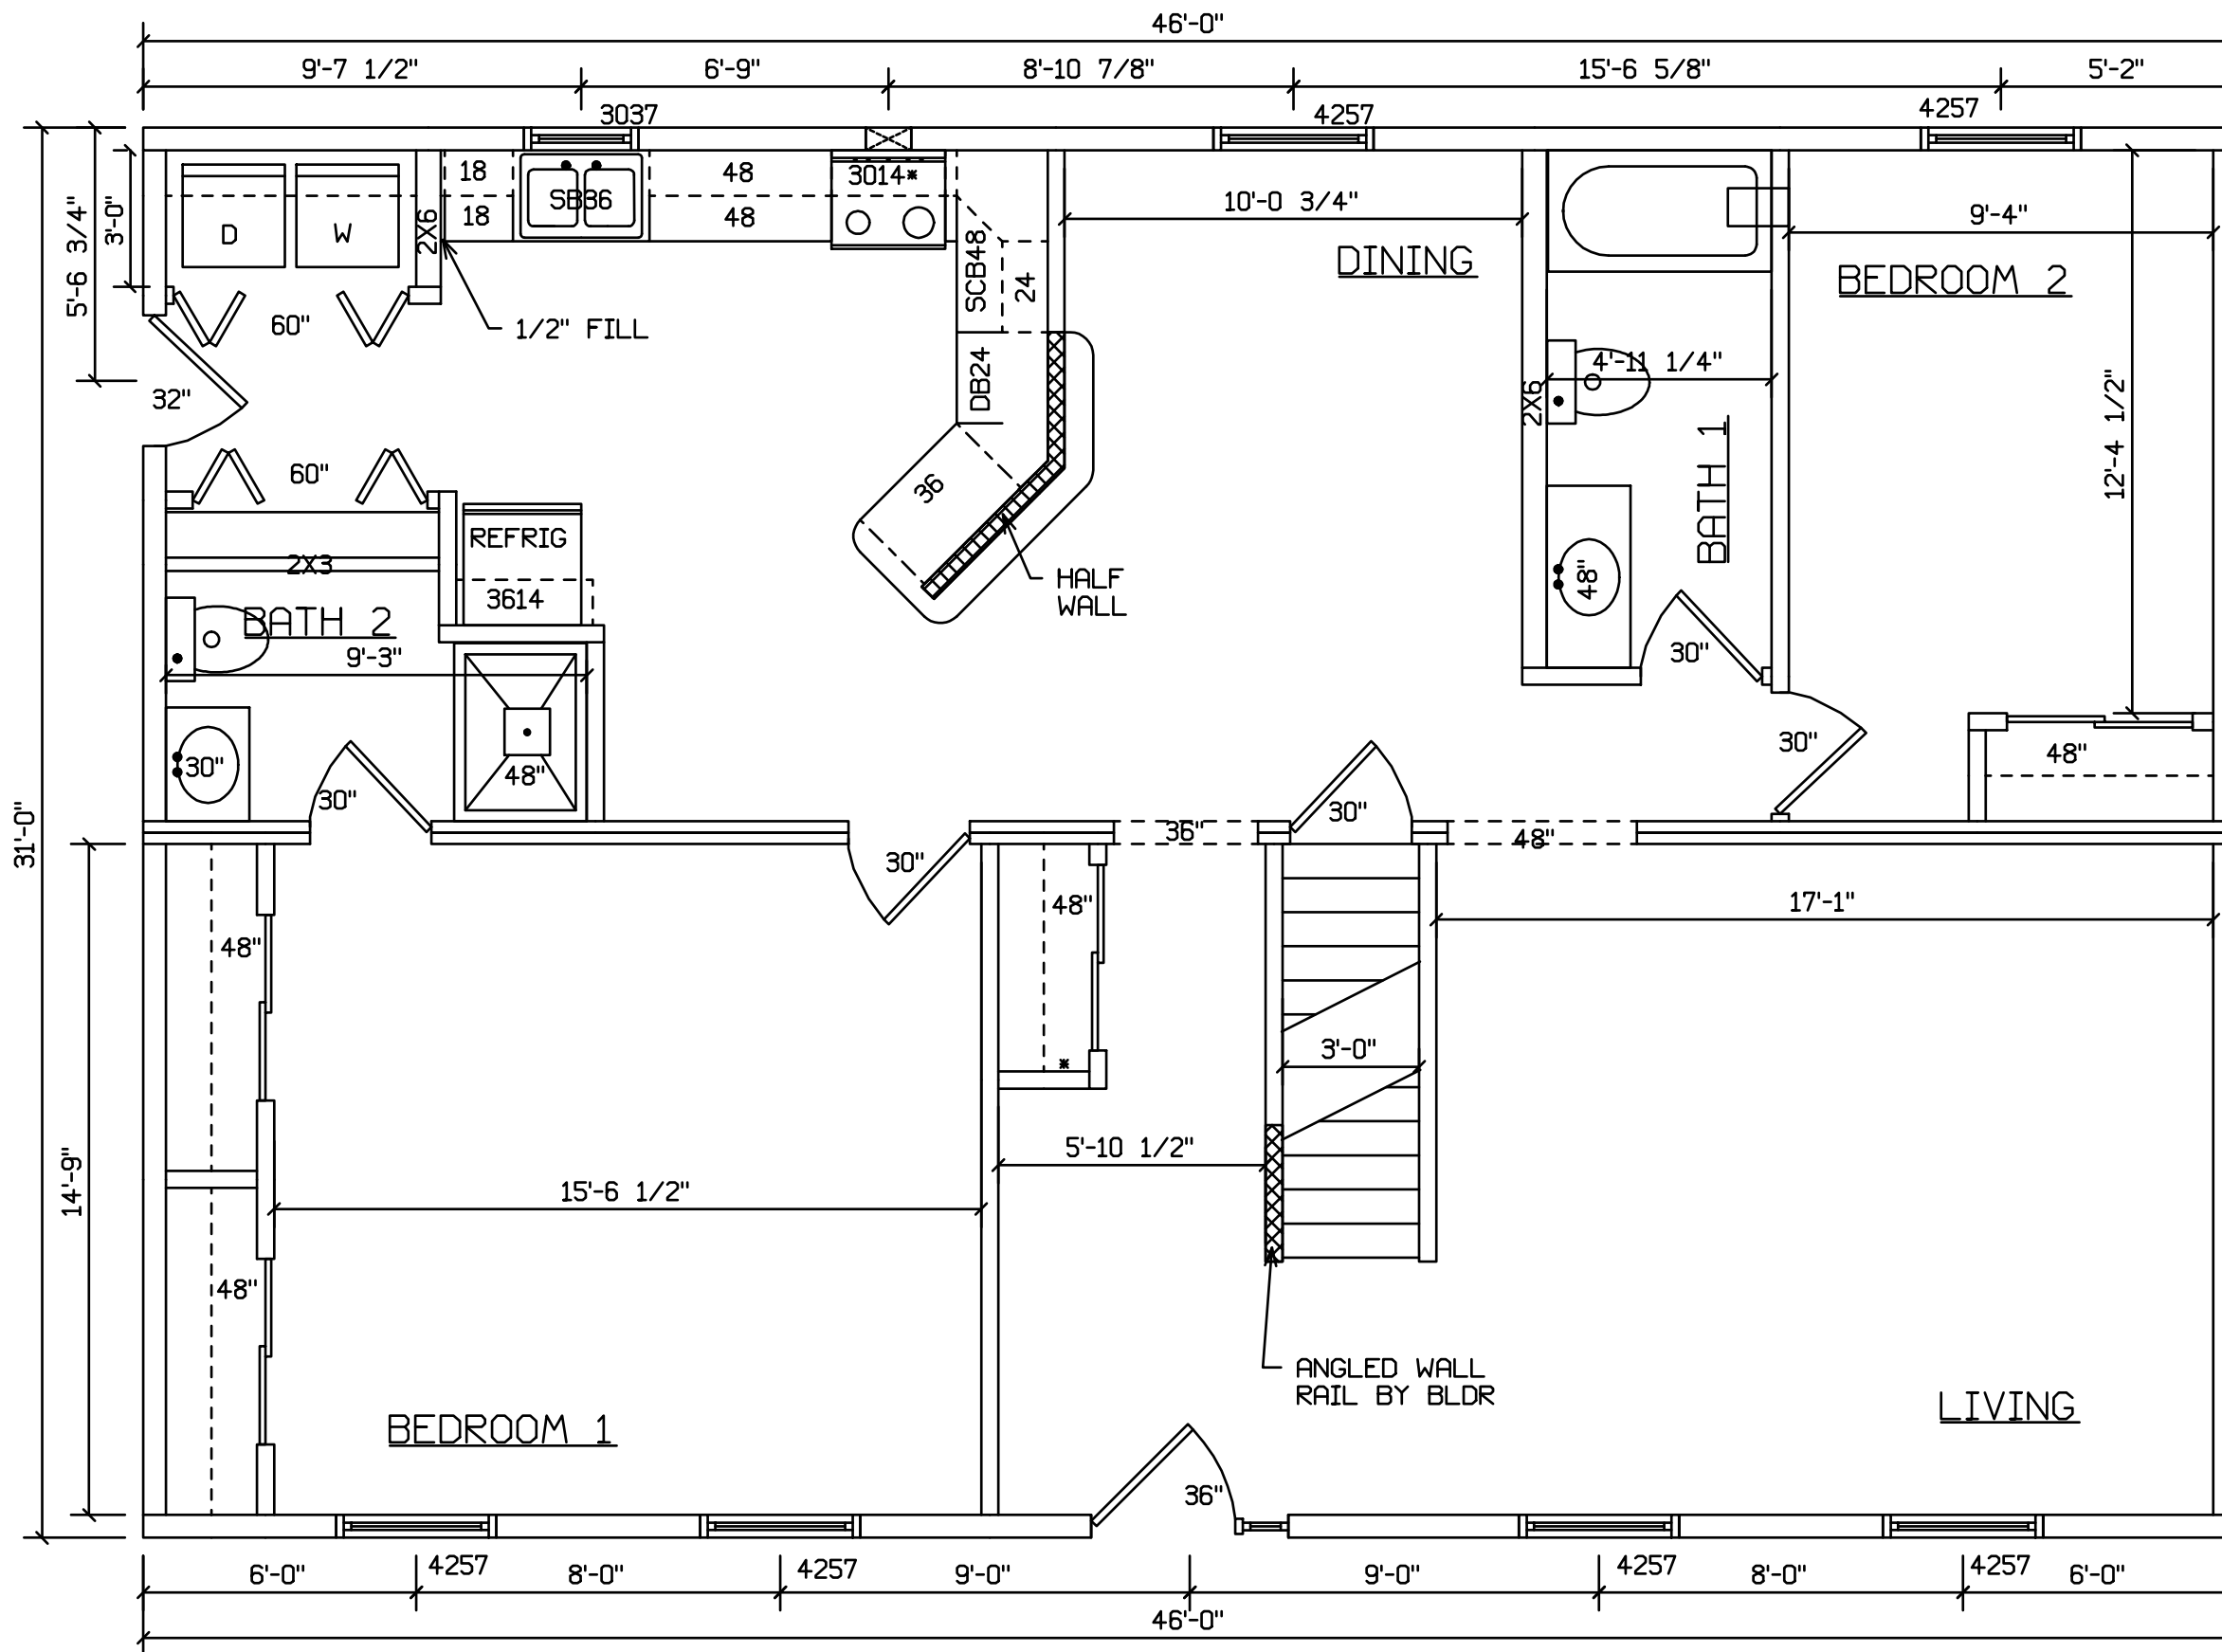 46'-0"
9'-7 1/2" 6'-9" 8'-10 7/8" 15'-6 5/8" 5'-2"
3037 4257 4257
18 48 3014*
18 SB36 48
D W 2X6
5'-6 3/4" 3'-0"
10'-0 3/4"
9'-4"
DINING
BEDROOM 2
SCB48 24
60" 1/2" FILL
DB24
4'-11 1/4"
32" 2X6
12'-4 1/2"
60" 36
BATH 1
REFRIG
2X3
3614
HALF
WALL
48"
BATH 2
9'-3"
30"
30" 48" 30" 48"
30" 30"
36" 48"
31'-0"
30"
48" 48"
17'-1"
*
3'-0"
5'-10 1/2"
14'-9"
15'-6 1/2"
48"
ANGLED WALL
RAIL BY BLDR
BEDROOM 1
LIVING
36"
6'-0" 4257 8'-0" 4257 9'-0" 9'-0" 4257 8'-0" 4257 6'-0"
46'-0"